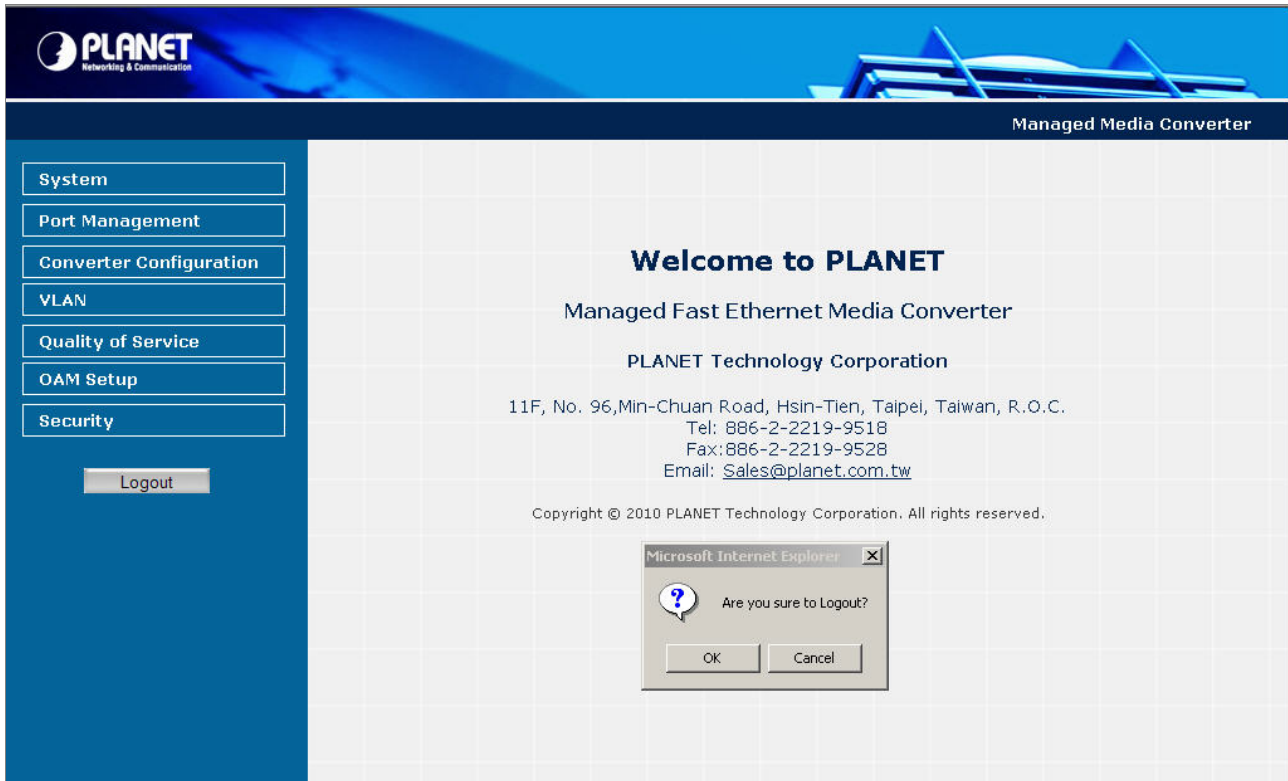 PLANET
Networking & Communication
Managed Media Converter
System
Port Management
Converter Configuration
VLAN
Quality of Service
OAM Setup
Security
Logout
Welcome to PLANET
Managed Fast Ethernet Media Converter
PLANET Technology Corporation
11F, No. 96,Min-Chuan Road, Hsin-Tien, Taipei, Taiwan, R.O.C.
Tel: 886-2-2219-9518
Fax:886-2-2219-9528
Email: Sales@planet.com.tw
Copyright © 2010 PLANET Technology Corporation. All rights reserved.
Microsoft Internet Explorer
Are you sure to Logout?
OK
Cancel